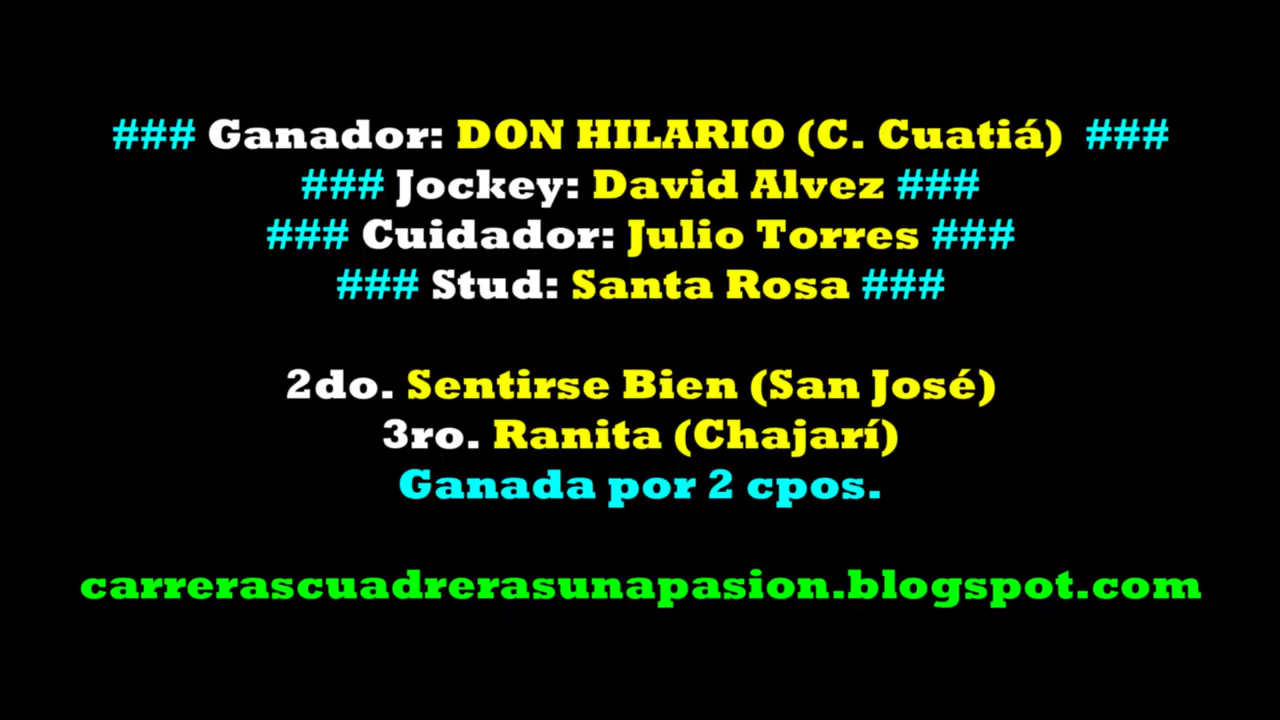 ### Ganador: DON HILARIO (C. Cuatiá) ###
### Jockey: David Alvez ###
### Cuidador: Julio Torres ###
### Stud: Santa Rosa ###
2do. Sentirse Bien (San José)
3ro. Ranita (Chajarí)
Ganada por 2 cpos.
carrerascuadrerasunapasion.blogspot.com